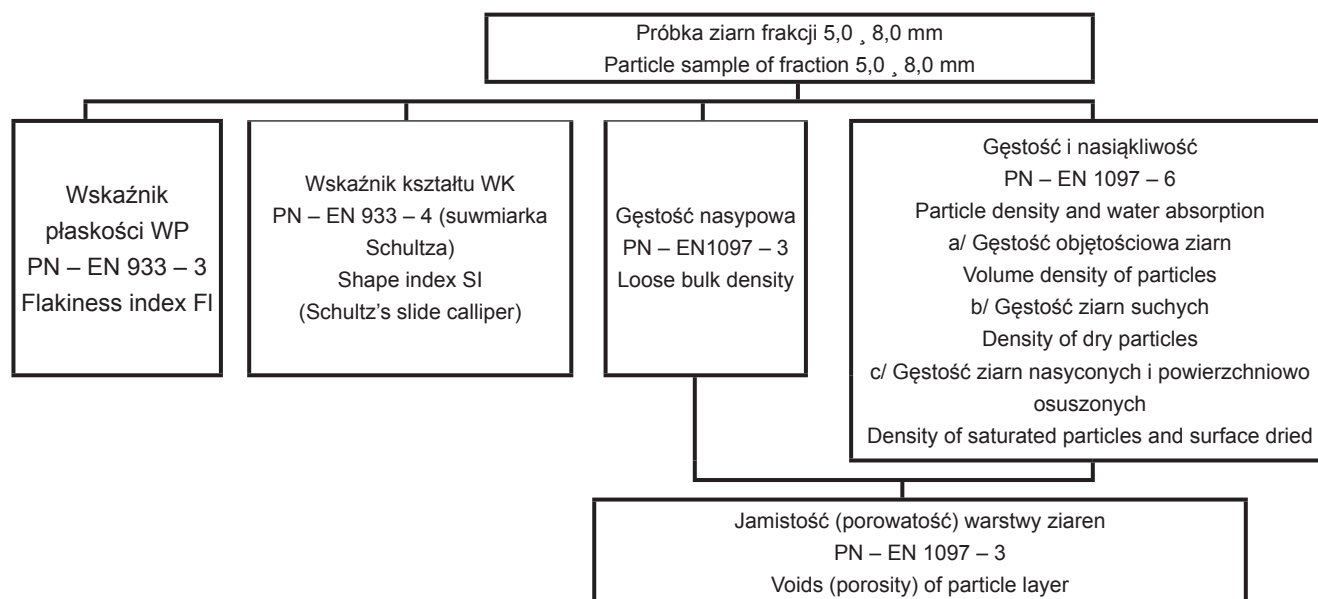 Próbka ziarn frakcji 5,0 ¸ 8,0 mm
Particle sample of fraction 5,0 ¸ 8,0 mm
Wskaźnik
płaskości WP
PN – EN 933 – 3
Flakiness index FI
Wskaźnik kształtu WK
PN – EN 933 – 4 (suwmiarka
Schultza)
Shape index SI
(Schultz’s slide calliper)
Gęstość nasypowa
PN – EN1097 – 3
Loose bulk density
Gęstość i nasiąkliwość
PN – EN 1097 – 6
Particle density and water absorption
a/ Gęstość objętościowa ziarn
Volume density of particles
b/ Gęstość ziarn suchych
Density of dry particles
c/ Gęstość ziarn nasyconych i powierzchniowo
osuszonych
Density of saturated particles and surface dried
Jamistość (porowatość) warstwy ziaren
PN – EN 1097 – 3
Voids (porosity) of particle layer